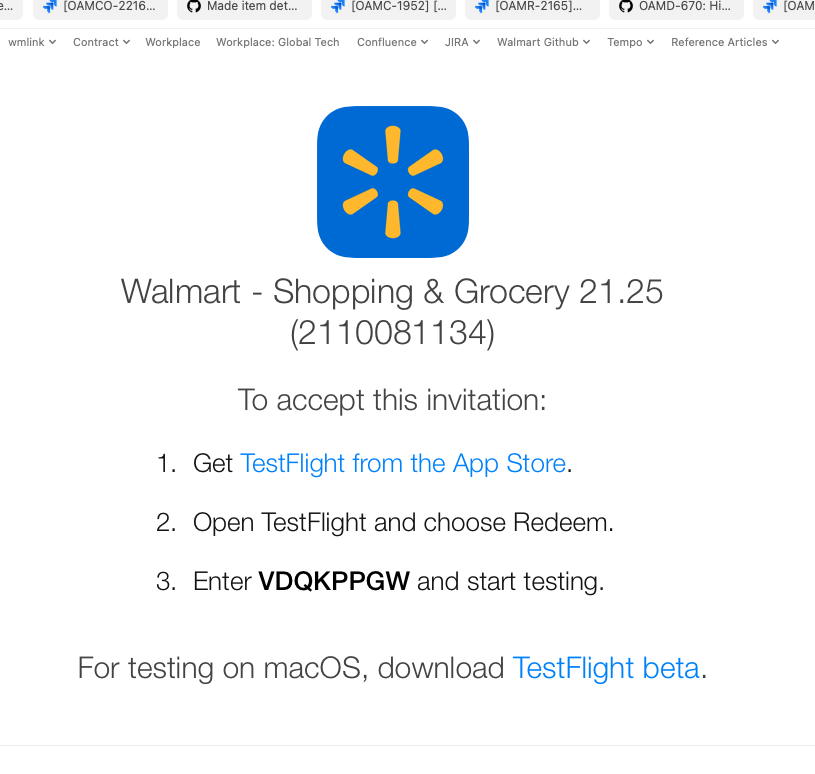 e... [OAMCO-2216... Made item det... [OAMC-1952] [... [OAMR-2165]... OAMD-670: Hi... [OAM
wmlink Contract Workplace Workplace: Global Tech Confluence JIRA Walmart Github Tempo Reference Articles
Walmart - Shopping & Grocery 21.25
(2110081134)
To accept this invitation:
1. Get TestFlight from the App Store.
2. Open TestFlight and choose Redeem.
3. Enter VDQKPPGW and start testing.
For testing on macOS, download TestFlight beta.